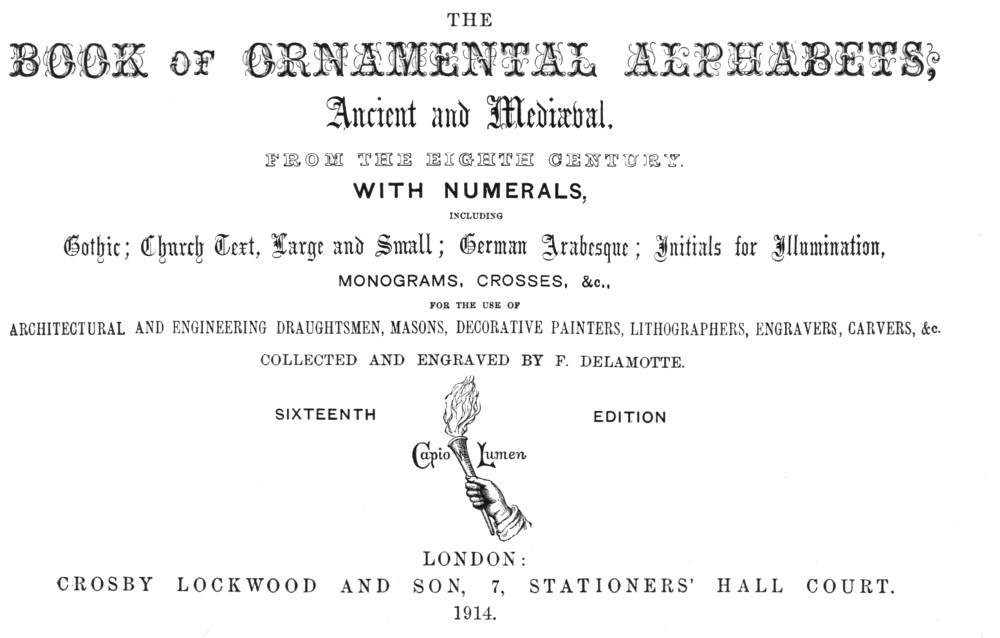 THE
BOOK OF ORNAMENTAL ALPHABETS,
Ancient and Mediæval,
FROM THE EIGHTH CENTURY.
WITH NUMERALS,
INCLUDING
Gothic; Church Text, Large and Small; German Arabesque; Initials for Illumination,
MONOGRAMS, CROSSES, &c.,
FOR THE USE OF
ARCHITECTURAL AND ENGINEERING DRAUGHTSMEN, MASONS, DECORATIVE PAINTERS, LITHOGRAPHERS, ENGRAVERS, CARVERS, &c.
COLLECTED AND ENGRAVED BY F. DELAMOTTE.
SIXTEENTH EDITION
Capio Lumen
LONDON:
CROSBY LOCKWOOD AND SON, 7, STATIONERS' HALL COURT.
1914.